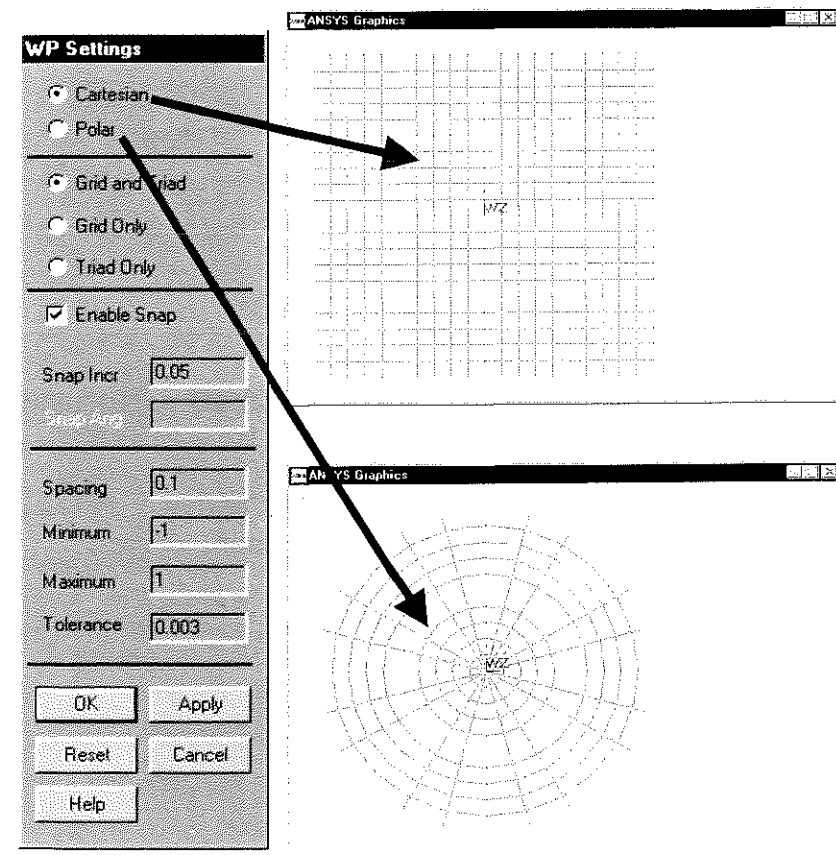 WP Settings
Cartesian
Polar
Grid and Triad
Grid Only
Triad Only
Enable Snap
Snap Incr 0.05
Snap Ang
Spacing 0.1
Minimum -1
Maximum 1
Tolerance 0.003
OK Apply
Reset Cancel
Help
ANSYS Graphics
WZ
ANSYS Graphics
WZ